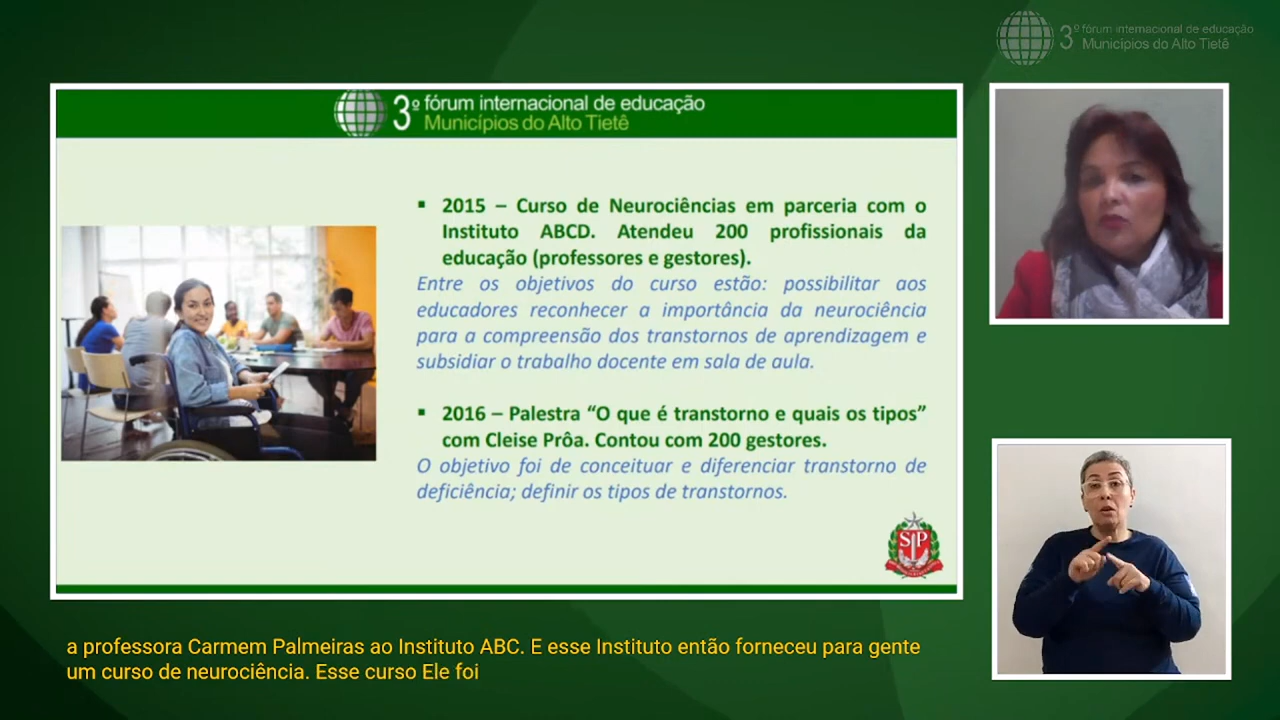 3º fórum internacional de educação
Municípios do Alto Tietê
3º fórum internacional de educação
Municípios do Alto Tietê
▪ 2015 – Curso de Neurociências em parceria com o
Instituto ABCD. Atendeu 200 profissionais da
educação (professores e gestores).
Entre os objetivos do curso estão: possibilitar aos
educadores reconhecer a importância da neurociência
para a compreensão dos transtornos de aprendizagem e
subsidiar o trabalho docente em sala de aula.
▪ 2016 – Palestra “O que é transtorno e quais os tipos”
com Cleise Prôa. Contou com 200 gestores.
O objetivo foi de conceituar e diferenciar transtorno de
deficiência; definir os tipos de transtornos.
SP
a professora Carmem Palmeiras ao Instituto ABC. E esse Instituto então forneceu para gente
um curso de neurociência. Esse curso Ele foi